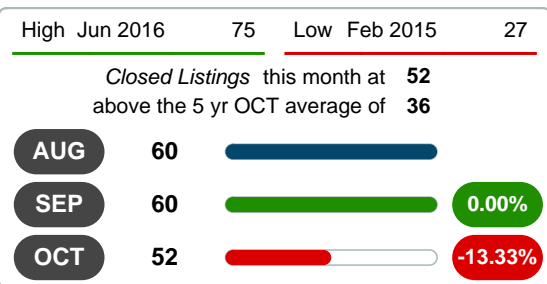 High Jun 2016 75 Low Feb 2015 27
Closed Listings this month at 52
above the 5 yr OCT average of 36
AUG 60
SEP 60 0.00%
OCT 52 -13.33%